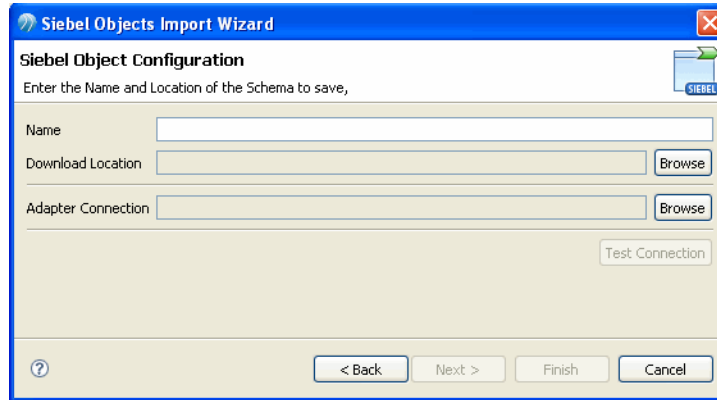 Siebel Objects Import Wizard
Siebel Object Configuration
Enter the Name and Location of the Schema to save,
SIEBEL
Name
Download Location
Browse
Adapter Connection
Browse
Test Connection
?
< Back
Next >
Finish
Cancel